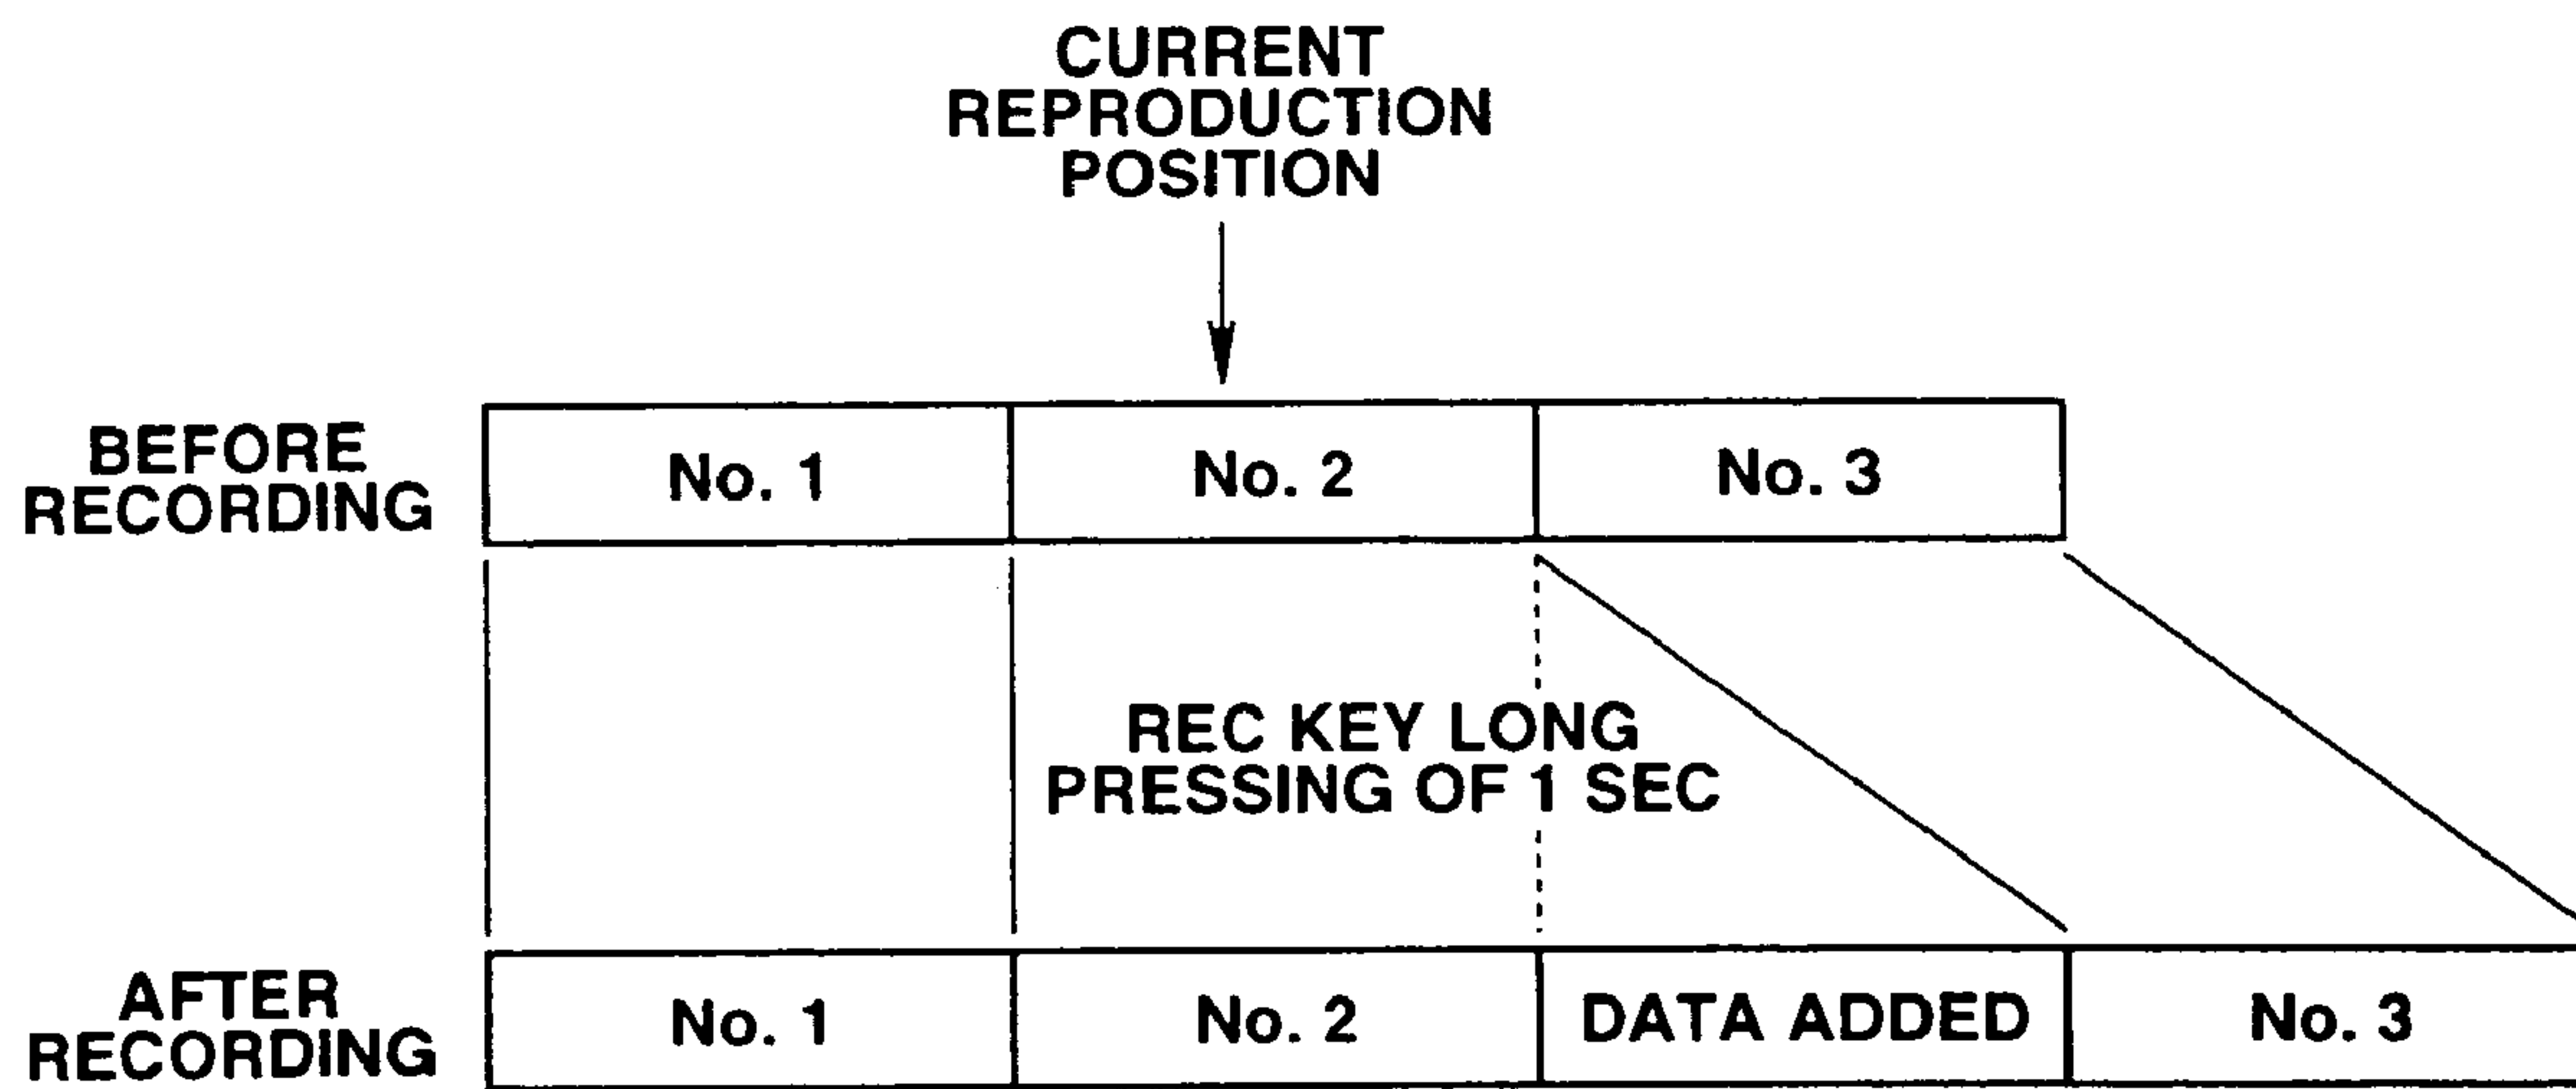 CURRENT
REPRODUCTION
POSITION
BEFORE
RECORDING
No. 1
No. 2
No. 3
REC KEY LONG
PRESSING OF 1 SEC
AFTER
RECORDING
No. 1
No. 2
DATA ADDED
No. 3